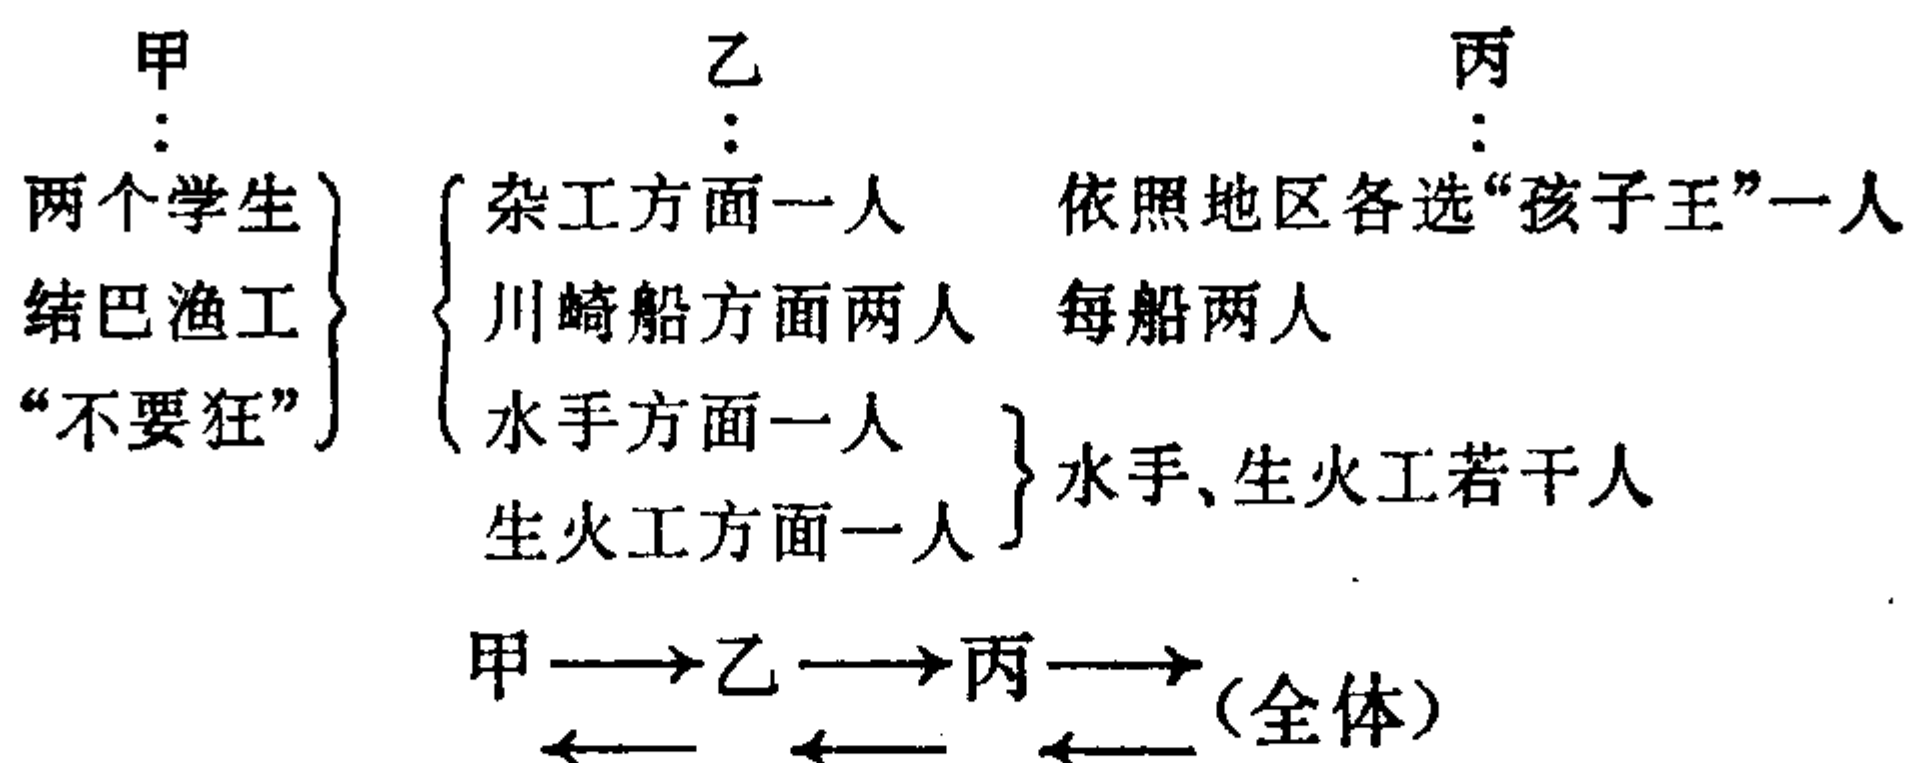 甲 乙 丙
: : :
两个学生 杂工方面一人 依照地区各选“孩子王”一人
结巴渔工 川崎船方面两人 每船两人
“不要狂” 水手方面一人
水手、生火工若干人
生火工方面一人
甲→乙→丙→
(全体)
← ← ←